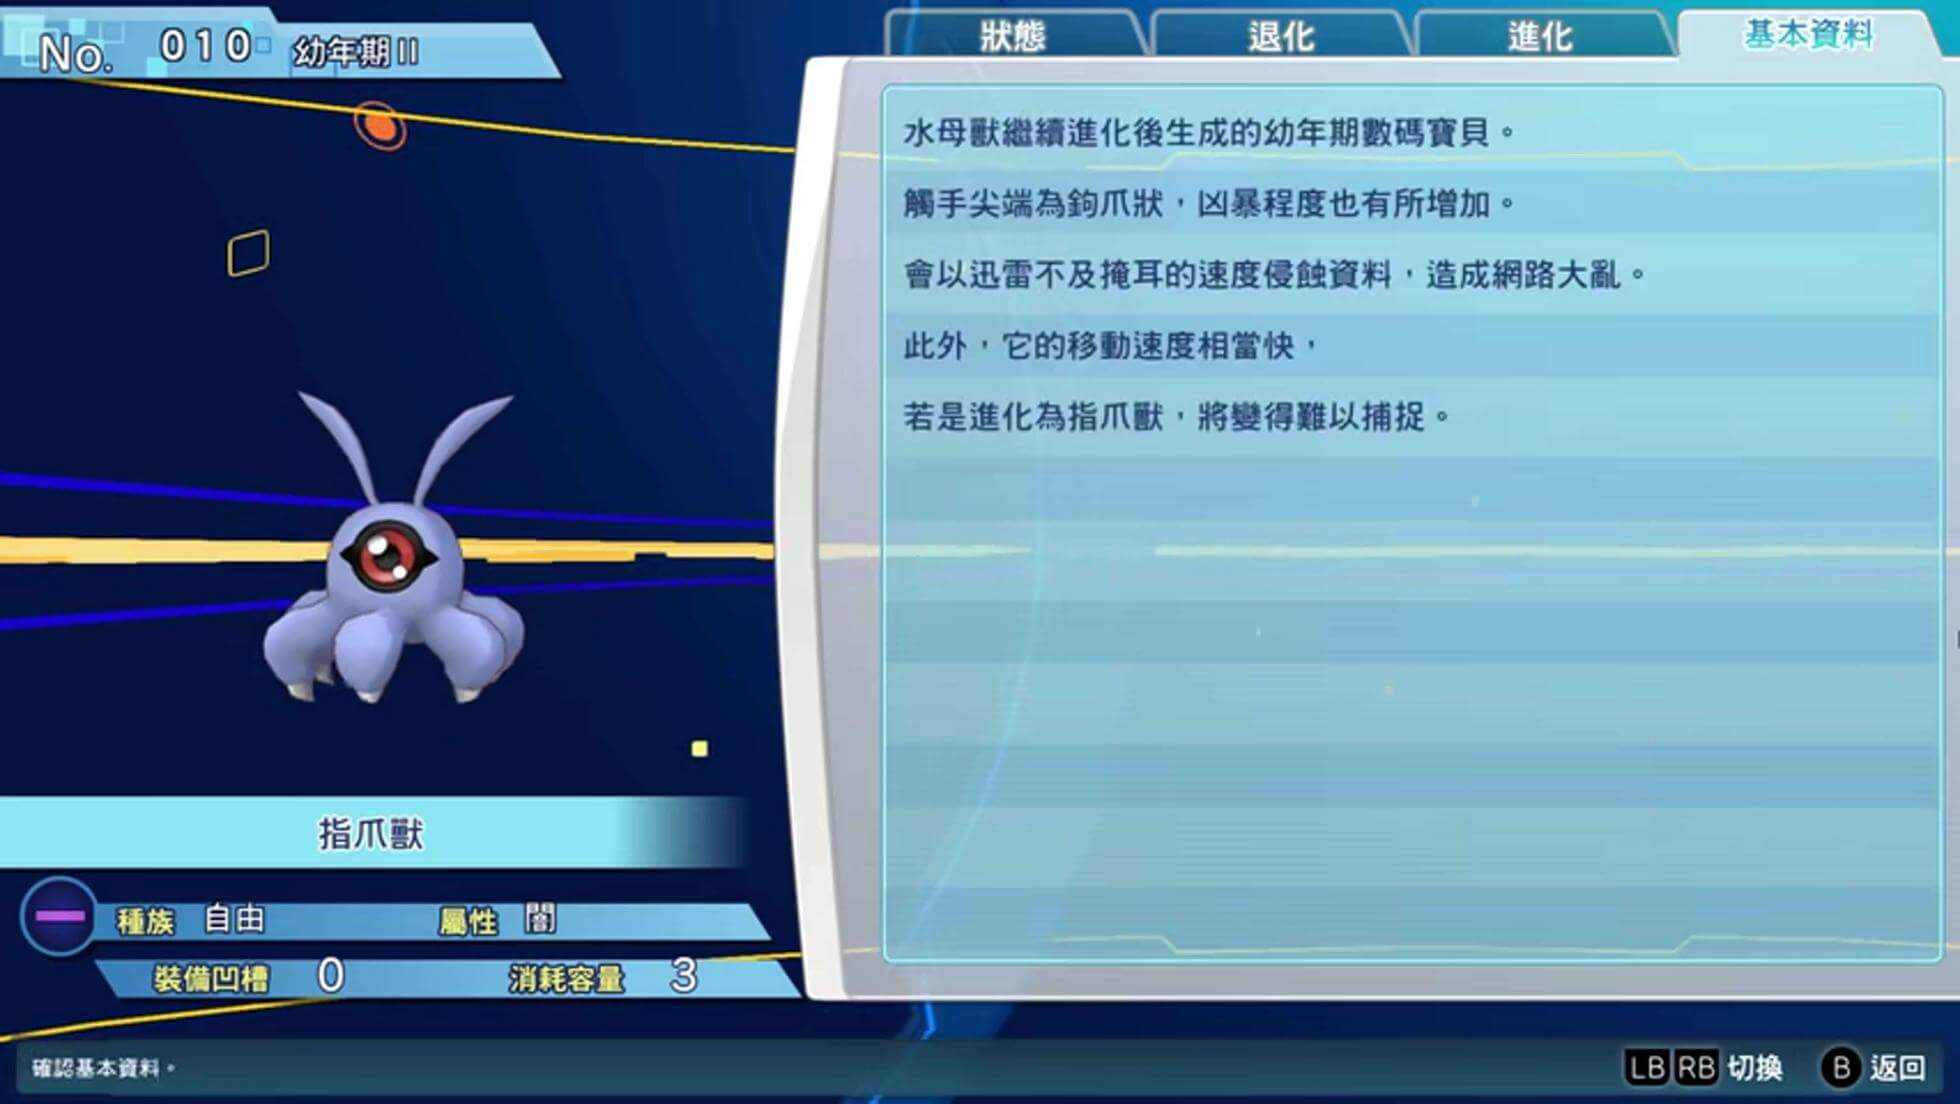 No. 010 幼年期II
狀態 退化 進化 基本資料
水母獸繼續進化後生成的幼年期數碼寶貝。
觸手尖端為鉤爪狀，凶暴程度也有所增加。
會以迅雷不及掩耳的速度侵蝕資料，造成網路大亂。
此外，它的移動速度相當快，
若是進化為指爪獸，將變得難以捕捉。
指爪獸
種族 自由 屬性 闇
裝備凹槽 0 消耗容量 3
確認基本資料。
LB RB 切換 B 返回